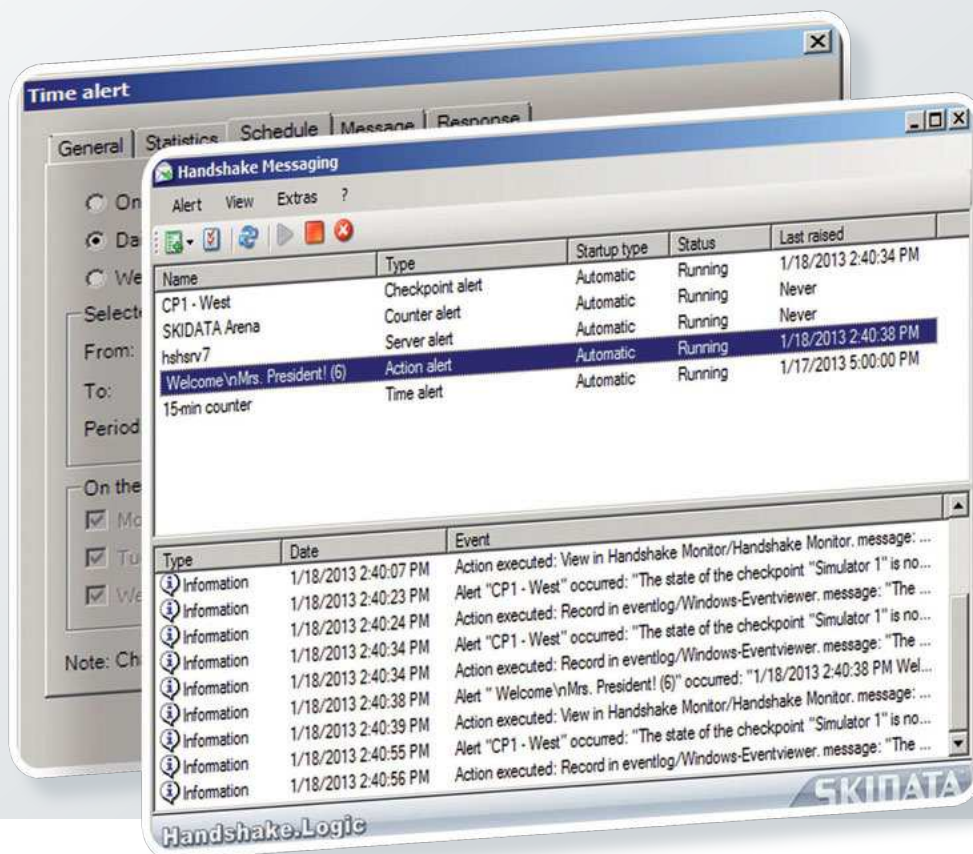 Time alert
General Statistics Schedule Message Response
On
Da
We
Select
From:
To:
Period
On the
Mo
Tu
We
Note: Ch
Handshake Messaging
Alert View Extras ?
Name Type Startup type Status Last raised
CP1 - West Checkpoint alert Automatic Running 1/18/2013 2:40:34 PM
SKIDATA Arena Counter alert Automatic Running Never
hshsrv7 Server alert Automatic Running Never
Welcome\nMrs. President! (6) Action alert Automatic Running 1/18/2013 2:40:38 PM
15-min counter Time alert Automatic Running 1/17/2013 5:00:00 PM
Type Date Event
Information 1/18/2013 2:40:07 PM Action executed: View in Handshake Monitor/Handshake Monitor. message: ...
Information 1/18/2013 2:40:23 PM Alert "CP1 - West" occurred: "The state of the checkpoint "Simulator 1" is no...
Information 1/18/2013 2:40:24 PM Action executed: Record in eventlog/Windows-Eventviewer. message: "The ...
Information 1/18/2013 2:40:34 PM Alert "CP1 - West" occurred: "The state of the checkpoint "Simulator 1" is no...
Information 1/18/2013 2:40:34 PM Action executed: Record in eventlog/Windows-Eventviewer. message: "The ...
Information 1/18/2013 2:40:38 PM Alert " Welcome\nMrs. President! (6)" occurred: "1/18/2013 2:40:38 PM Wel...
Information 1/18/2013 2:40:39 PM Action executed: View in Handshake Monitor/Handshake Monitor. message: ...
Information 1/18/2013 2:40:55 PM Alert "CP1 - West" occurred: "The state of the checkpoint "Simulator 1" is no...
Information 1/18/2013 2:40:56 PM Action executed: Record in eventlog/Windows-Eventviewer. message: "The ...
SKIDATA
Handshake.Logic